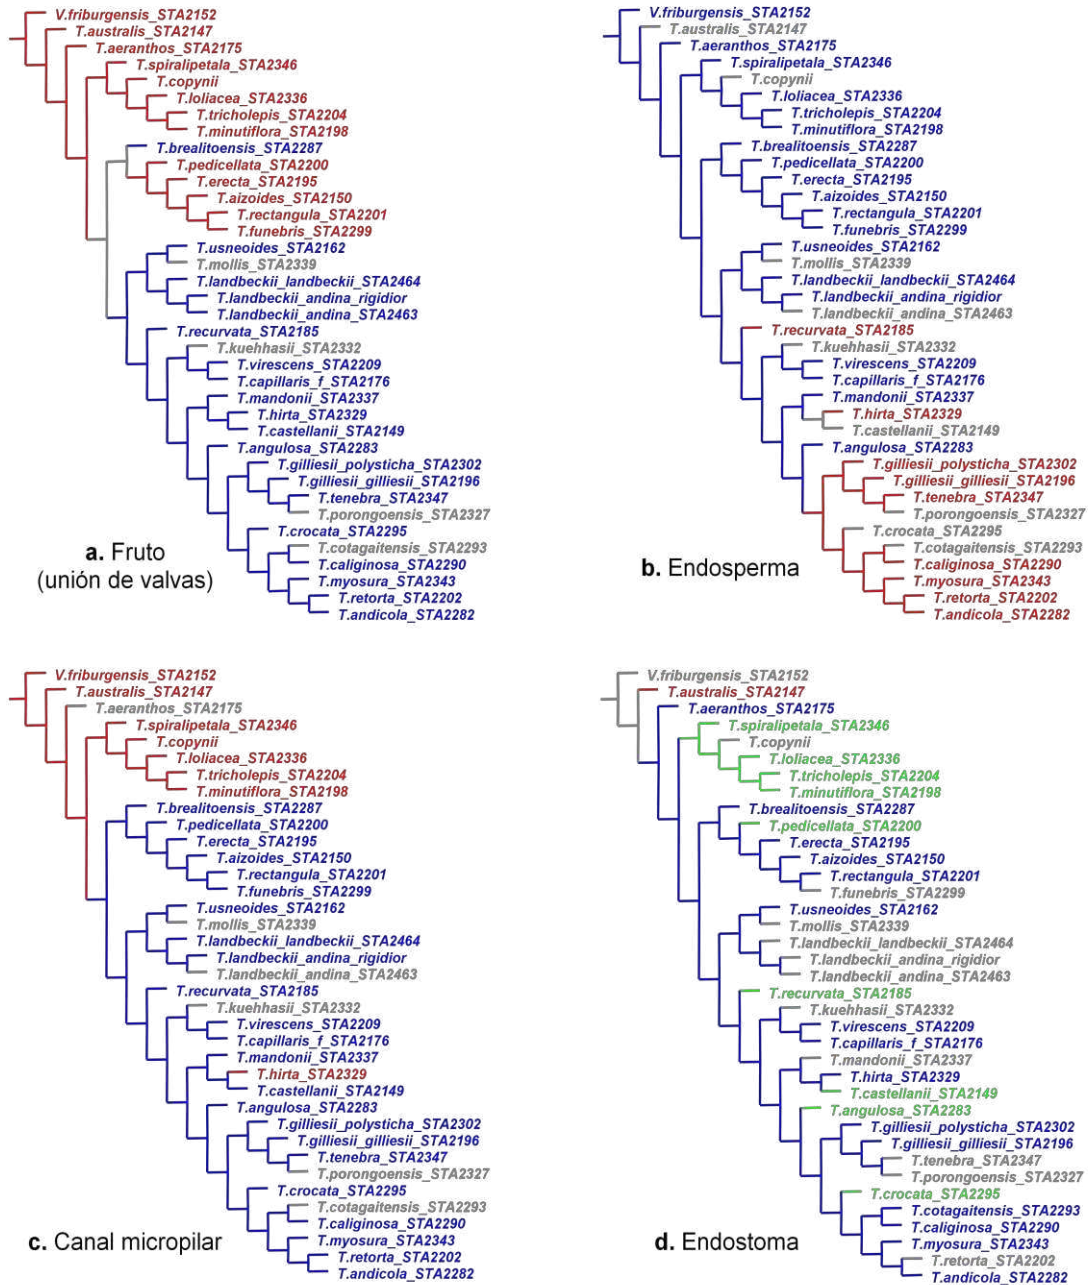 V.friburgensis_STA2152
T.australis_STA2147
T.aeranthos_STA2175
T.spiralipetala_STA2346
T.copynii
T.loliacea_STA2336
T.tricholepis_STA2204
T.minutiflora_STA2198
T.brealitoensis_STA2287
T.pedicellata_STA2200
T.erecta_STA2195
T.aizoides_STA2150
T.rectangula_STA2201
T.funebris_STA2299
T.usneoides_STA2162
T.mollis_STA2339
T.landbeckii_landbeckii_STA2464
T.landbeckii_andina_rigidior
T.landbeckii_andina_STA2463
T.recurvata_STA2185
T.kuehhasii_STA2332
T.virescens_STA2209
T.capillaris_f_STA2176
T.mandonii_STA2337
T.hirta_STA2329
T.castellanii_STA2149
T.angulosa_STA2283
T.gilliesii_polysticha_STA2302
T.gilliesii_gilliesii_STA2196
T.tenebra_STA2347
T.porongoensis_STA2327
T.crocata_STA2295
T.cotagaitensis_STA2293
T.caliginosa_STA2290
T.myosura_STA2343
T.retorta_STA2202
T.andicola_STA2282
a. Fruto
(unión de valvas)
V.friburgensis_STA2152
T.australis_STA2147
T.aeranthos_STA2175
T.spiralipetala_STA2346
T.copynii
T.loliacea_STA2336
T.tricholepis_STA2204
T.minutiflora_STA2198
T.brealitoensis_STA2287
T.pedicellata_STA2200
T.erecta_STA2195
T.aizoides_STA2150
T.rectangula_STA2201
T.funebris_STA2299
T.usneoides_STA2162
T.mollis_STA2339
T.landbeckii_landbeckii_STA2464
T.landbeckii_andina_rigidior
T.landbeckii_andina_STA2463
T.recurvata_STA2185
T.kuehhasii_STA2332
T.virescens_STA2209
T.capillaris_f_STA2176
T.mandonii_STA2337
T.hirta_STA2329
T.castellanii_STA2149
T.angulosa_STA2283
T.gilliesii_polysticha_STA2302
T.gilliesii_gilliesii_STA2196
T.tenebra_STA2347
T.porongoensis_STA2327
T.crocata_STA2295
T.cotagaitensis_STA2293
T.caliginosa_STA2290
T.myosura_STA2343
T.retorta_STA2202
T.andicola_STA2282
b. Endosperma
V.friburgensis_STA2152
T.australis_STA2147
T.aeranthos_STA2175
T.spiralipetala_STA2346
T.copynii
T.loliacea_STA2336
T.tricholepis_STA2204
T.minutiflora_STA2198
T.brealitoensis_STA2287
T.pedicellata_STA2200
T.erecta_STA2195
T.aizoides_STA2150
T.rectangula_STA2201
T.funebris_STA2299
T.usneoides_STA2162
T.mollis_STA2339
T.landbeckii_landbeckii_STA2464
T.landbeckii_andina_rigidior
T.landbeckii_andina_STA2463
T.recurvata_STA2185
T.kuehhasii_STA2332
T.virescens_STA2209
T.capillaris_f_STA2176
T.mandonii_STA2337
T.hirta_STA2329
T.castellanii_STA2149
T.angulosa_STA2283
T.gilliesii_polysticha_STA2302
T.gilliesii_gilliesii_STA2196
T.tenebra_STA2347
T.porongoensis_STA2327
T.crocata_STA2295
T.cotagaitensis_STA2293
T.caliginosa_STA2290
T.myosura_STA2343
T.retorta_STA2202
T.andicola_STA2282
c. Canal micropilar
V.friburgensis_STA2152
T.australis_STA2147
T.aeranthos_STA2175
T.spiralipetala_STA2346
T.copynii
T.loliacea_STA2336
T.tricholepis_STA2204
T.minutiflora_STA2198
T.brealitoensis_STA2287
T.pedicellata_STA2200
T.erecta_STA2195
T.aizoides_STA2150
T.rectangula_STA2201
T.funebris_STA2299
T.usneoides_STA2162
T.mollis_STA2339
T.landbeckii_landbeckii_STA2464
T.landbeckii_andina_rigidior
T.landbeckii_andina_STA2463
T.recurvata_STA2185
T.kuehhasii_STA2332
T.virescens_STA2209
T.capillaris_f_STA2176
T.mandonii_STA2337
T.hirta_STA2329
T.castellanii_STA2149
T.angulosa_STA2283
T.gilliesii_polysticha_STA2302
T.gilliesii_gilliesii_STA2196
T.tenebra_STA2347
T.porongoensis_STA2327
T.crocata_STA2295
T.cotagaitensis_STA2293
T.caliginosa_STA2290
T.myosura_STA2343
T.retorta_STA2202
T.andicola_STA2282
d. Endostoma